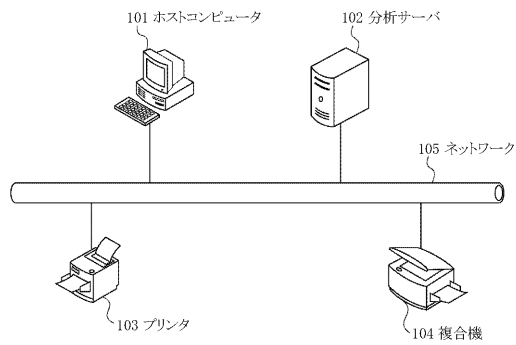 101 ホストコンピュータ
102 分析サーバ
105 ネットワーク
103 プリンタ
104 複合機